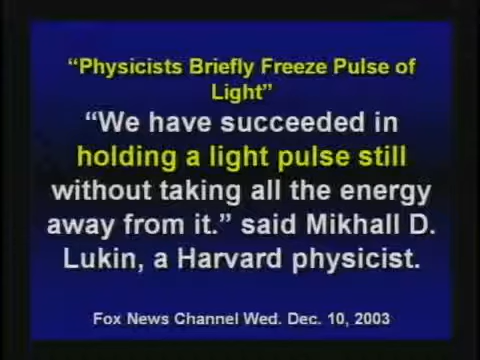 “Physicists Briefly Freeze Pulse of
Light”
“We have succeeded in
holding a light pulse still
without taking all the energy
away from it.” said Mikhall D.
Lukin, a Harvard physicist.
Fox News Channel Wed. Dec. 10, 2003